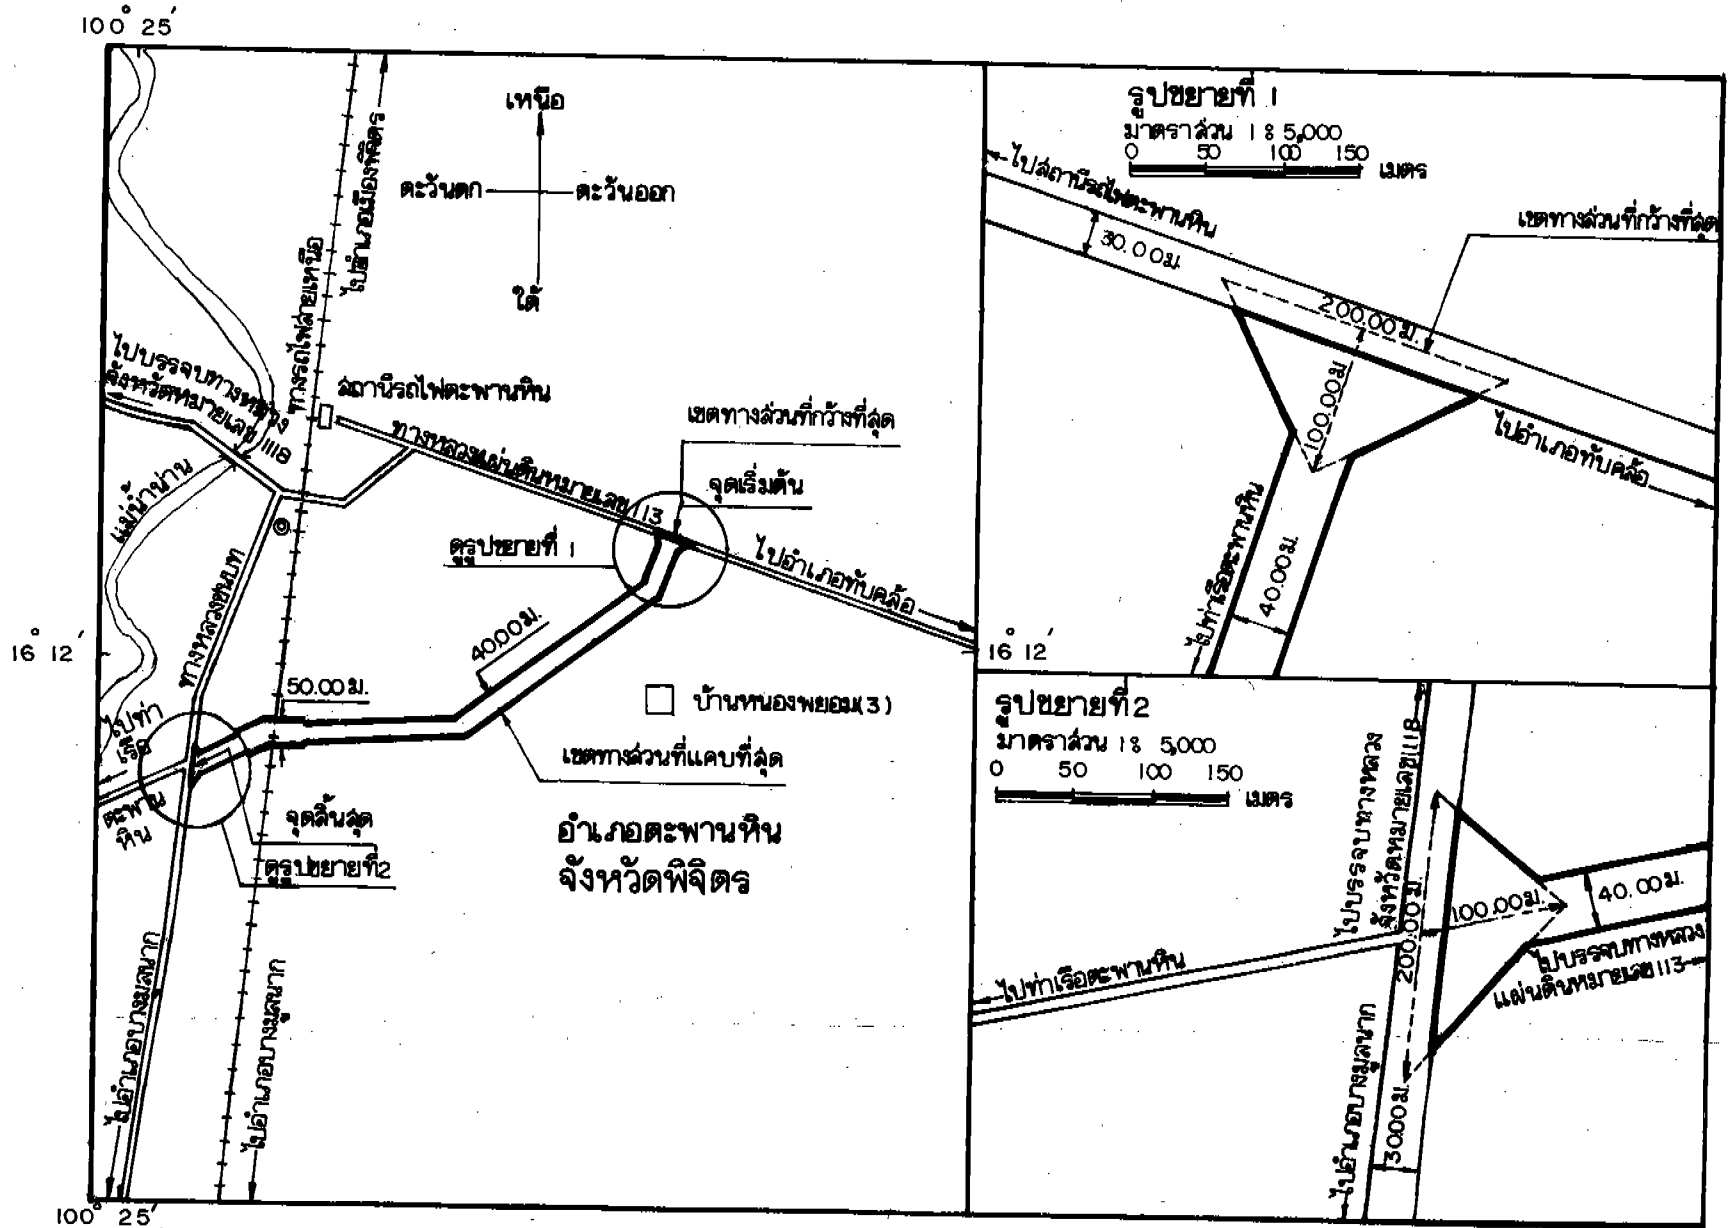 100° 25′
เหนือ
ตะวันตก
ตะวันออก
ใต้
ไปอำเภอเมืองพิจิตร
ทางรถไฟสายเหนือ
ไปบรรจบทางหลวง
จังหวัดหมายเลข 1118
สถานีรถไฟตะพานหิน
ทางหลวงแผ่นดินหมายเลข 113
เขตทางส่วนที่กว้างที่สุด
จุดเริ่มต้น
ดูรูปขยายที่ 1
ไปอำเภอทับคล้อ
แม่น้ำน่าน
ทางหลวงชนบท
16° 12′
16° 12′
40.00 ม.
50.00 ม.
บ้านหนองพยอม(3)
ไปท่า
เรือ
ตะพาน
หิน
เขตทางส่วนที่แคบที่สุด
จุดสิ้นสุด
ดูรูปขยายที่2
อำเภอตะพานหิน
จังหวัดพิจิตร
ไปอำเภอบางมูลนาก
ไปอำเภอบางมูลนาก
100° 25′
รูปขยายที่ 1
มาตราส่วน 1 : 5,000
0 50 100 150 เมตร
ไปสถานีรถไฟตะพานหิน
30.00 ม.
เขตทางส่วนที่กว้างที่สุด
200.00 ม.
100.00 ม
ไปอำเภอทับคล้อ
ไปท่าเรือตะพานหิน
40.00 ม.
รูปขยายที่2
มาตราส่วน 1 : 5,000
0 50 100 150 เมตร
ไปบรรจบทางหลวง
จังหวัดหมายเลข 1118
200.00 ม.
100.00 ม.
40.00 ม.
ไปบรรจบทางหลวง
แผ่นดินหมายเลข 113
ไปท่าเรือตะพานหิน
ไปอำเภอบางมูลนาก
30.00 ม.